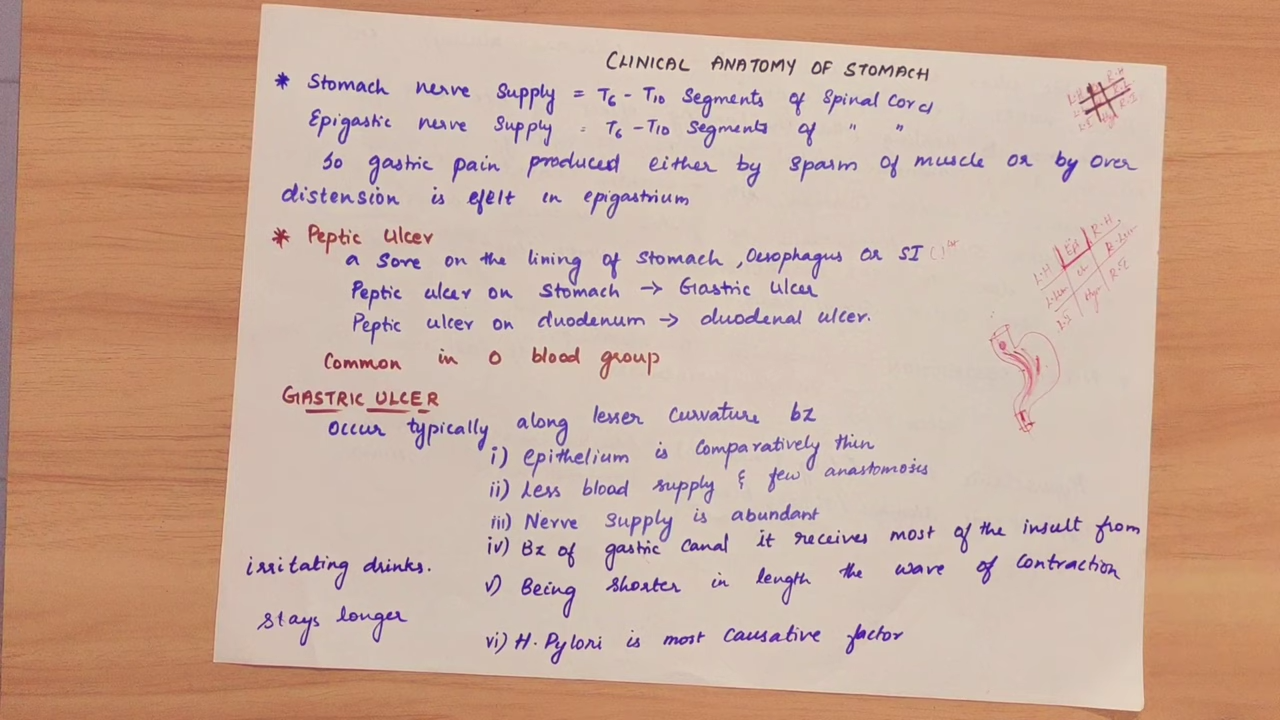 CLINICAL ANATOMY OF STOMACH
* Stomach nerve Supply = T6 - T10 Segments of Spinal Cord
Epigastic nerve Supply = T6 - T10 Segments of " "
So gastric pain produced either by Sparm of muscle or by over
distension is efelt in epigastrium
* Peptic Ulcer
a Sore on the lining of Stomach, Oesophagus or SI
Peptic ulcer on Stomach → Gastric Ulcer
Peptic ulcer on duodenum → duodenal ulcer.
Common in O blood group
GASTRIC ULCER
Occur typically along lesser curvature bz
i) epithelium is Comparatively thin
ii) Less blood supply & few anastomosis
iii) Nerve Supply is abundant
iv) Bz of gastric canal it receives most of the insult from
irritating drinks.
v) Being shorter in length the wave of contraction
stays longer
vi) H. Pylori is most Causative factor
L.H Epi R.H
R.I
Hyp